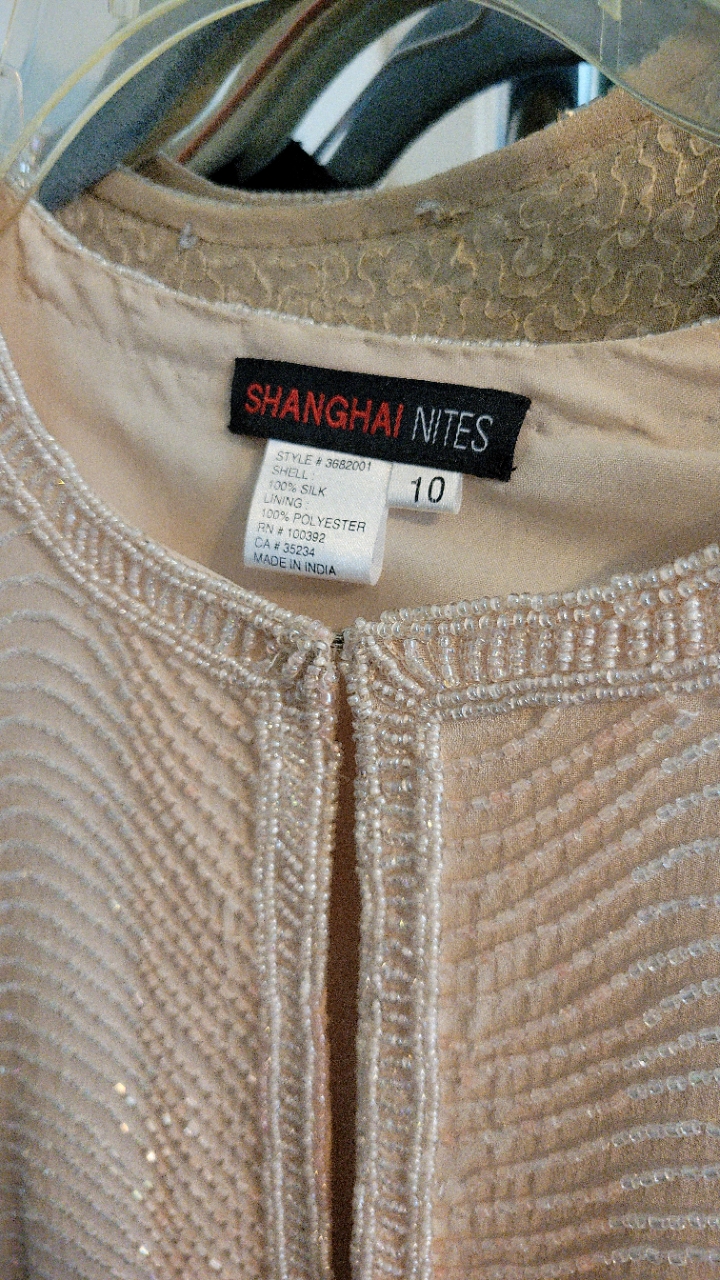 SHANGHAI NITES
STYLE # 3682001
SHELL :
100% SILK
LINING :
100% POLYESTER
RN # 100392
CA # 35234
MADE IN INDIA
10